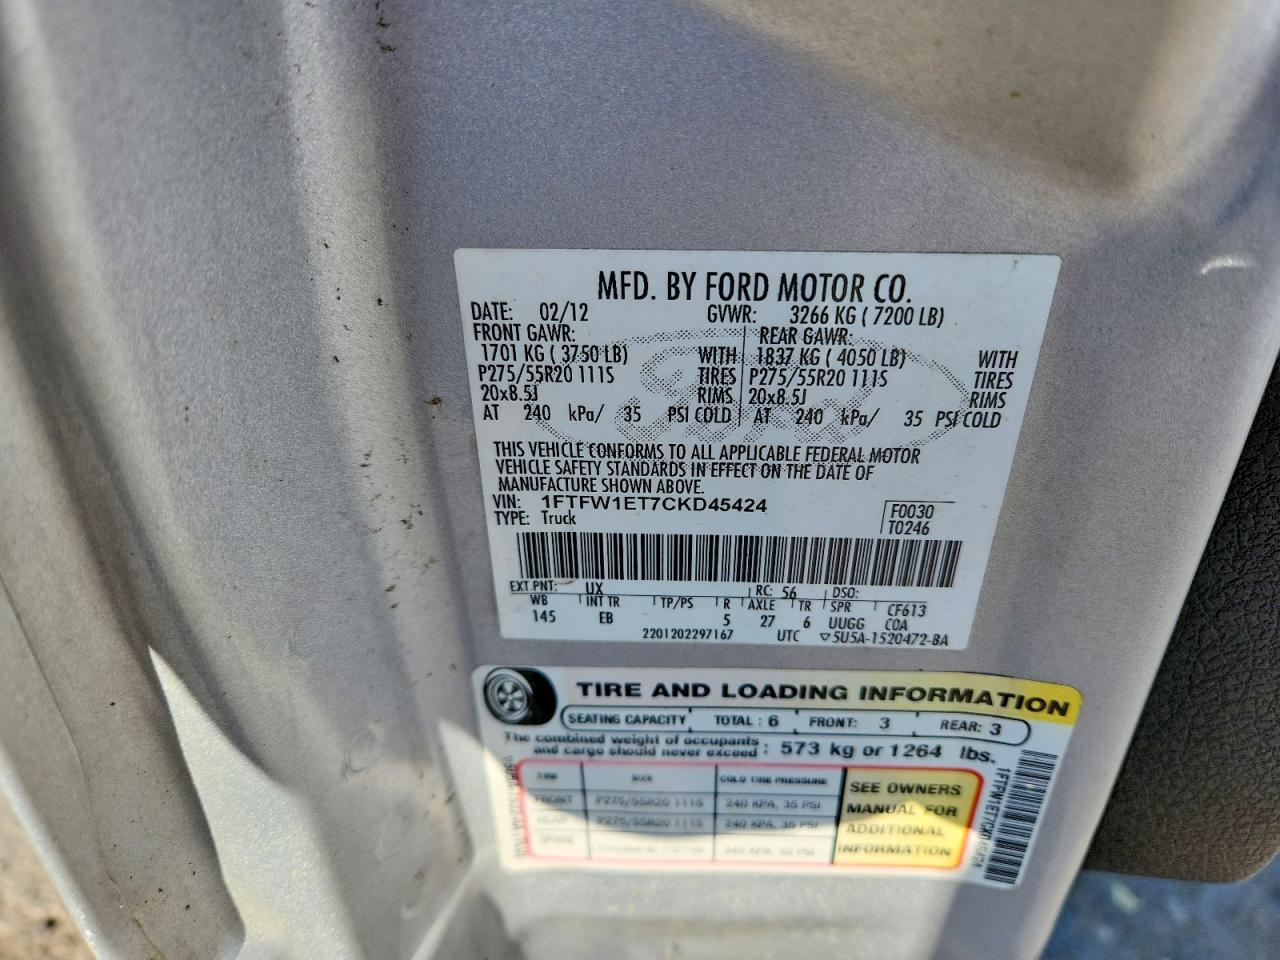 MFD. BY FORD MOTOR CO.
DATE: 02/12 GVWR: 3266 KG ( 7200 LB)
FRONT GAWR: REAR GAWR:
1701 KG ( 3750 LB) WITH 1837 KG ( 4050 LB) WITH
P275/55R20 111S TIRES P275/55R20 111S TIRES
20x8.5J RIMS 20x8.5J RIMS
AT 240 kPa/ 35 PSI COLD AT 240 kPa/ 35 PSI COLD
THIS VEHICLE CONFORMS TO ALL APPLICABLE FEDERAL MOTOR
VEHICLE SAFETY STANDARDS IN EFFECT ON THE DATE OF
MANUFACTURE SHOWN ABOVE.
VIN: 1FTFW1ET7CKD45424 F0030
TYPE: Truck T0246
EXT PNT: UX RC: 56 DSO:
WB INT TR TP/PS R AXLE TR SPR CF613
145 EB 5 27 6 UUGG COA
2201202297167 UTC ▽5U5A-1520472-BA
TIRE AND LOADING INFORMATION
SEATING CAPACITY TOTAL : 6 FRONT: 3 REAR: 3
The combined weight of occupants
and cargo should never exceed : 573 kg or 1264 lbs.
TIRE SIZE COLD TIRE PRESSURE
FRONT P275/55R20 111S 240 KPA, 35 PSI
REAR P275/55R20 111S 240 KPA, 35 PSI
SPARE
SEE OWNERS
MANUAL FOR
ADDITIONAL
INFORMATION
1FTFW1ET7CKD45424